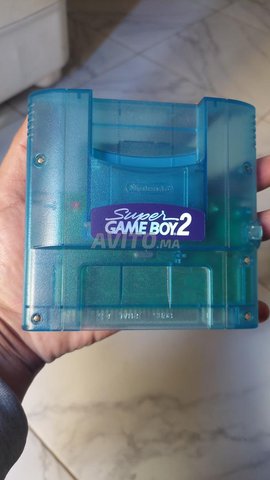 Nintendo
Super
GAME BOY 2
AVITO.MA